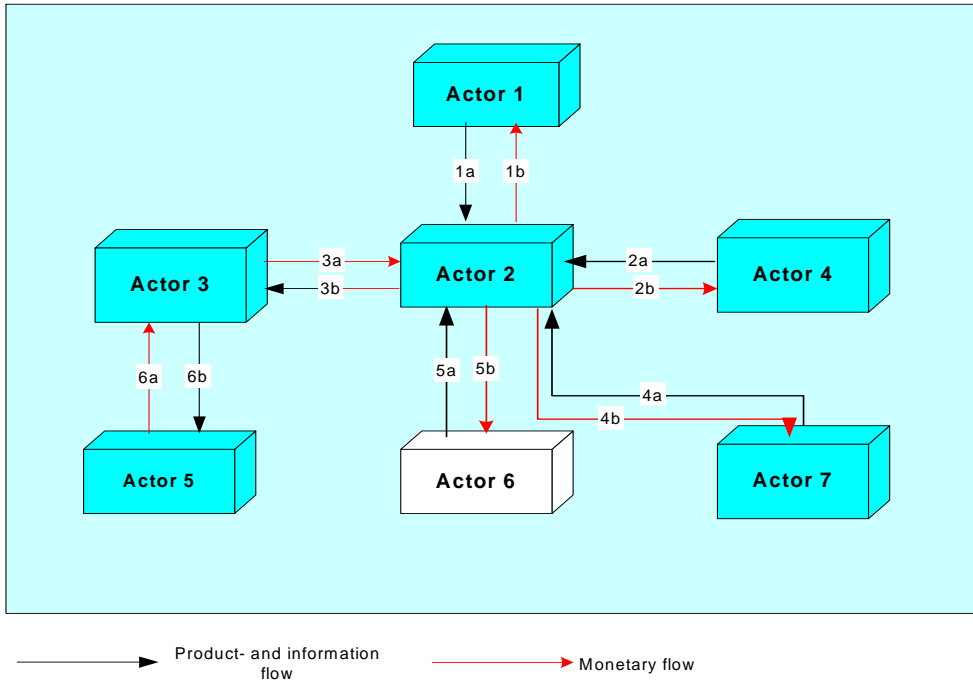 Actor 1
1a
1b
3a
2a
Actor 3
Actor 2
Actor 4
3b
2b
6a
6b
5a
5b
4a
4b
Actor 5
Actor 6
Actor 7
Product- and information
flow
Monetary flow